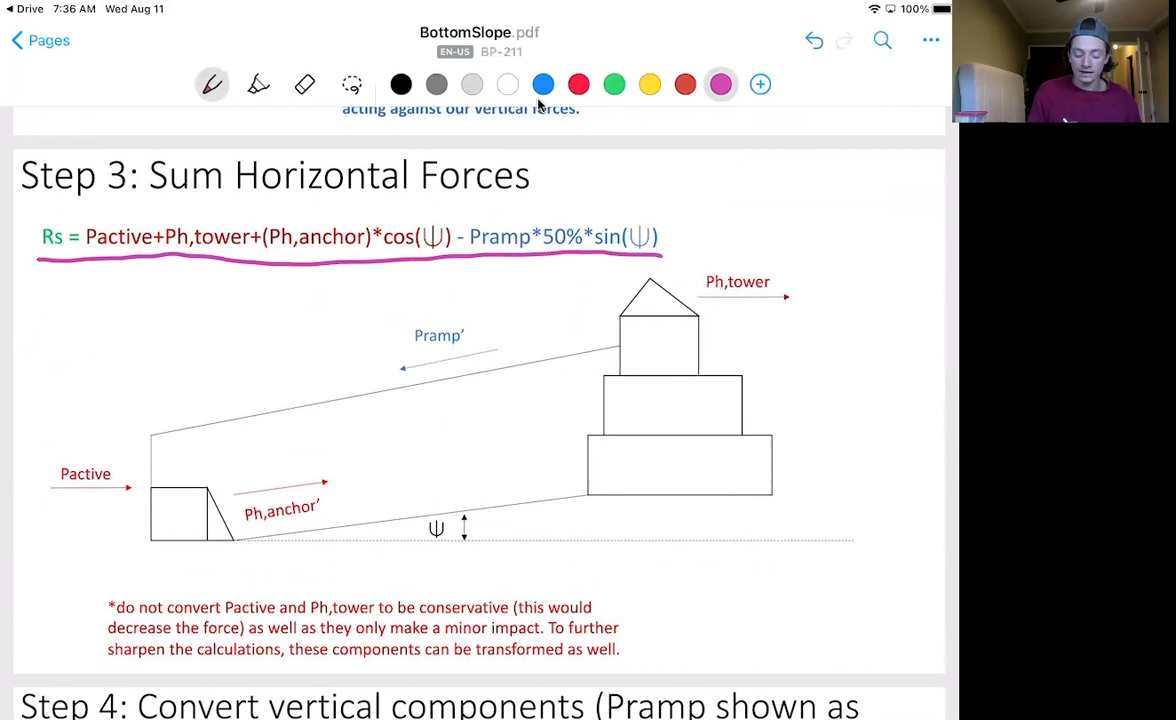 Drive 7:36 AM Wed Aug 11
100%
Pages
BottomSlope.pdf
EN-US BP-211
acting against our vertical forces.
Step 3: Sum Horizontal Forces
Rs = Pactive+Ph,tower+(Ph,anchor)*cos(Ψ) - Pramp*50%*sin(Ψ)
Ph,tower
Pramp’
Pactive
Ph,anchor’
Ψ
*do not convert Pactive and Ph,tower to be conservative (this would
decrease the force) as well as they only make a minor impact. To further
sharpen the calculations, these components can be transformed as well.
Step 4: Convert vertical components (Pramp shown as